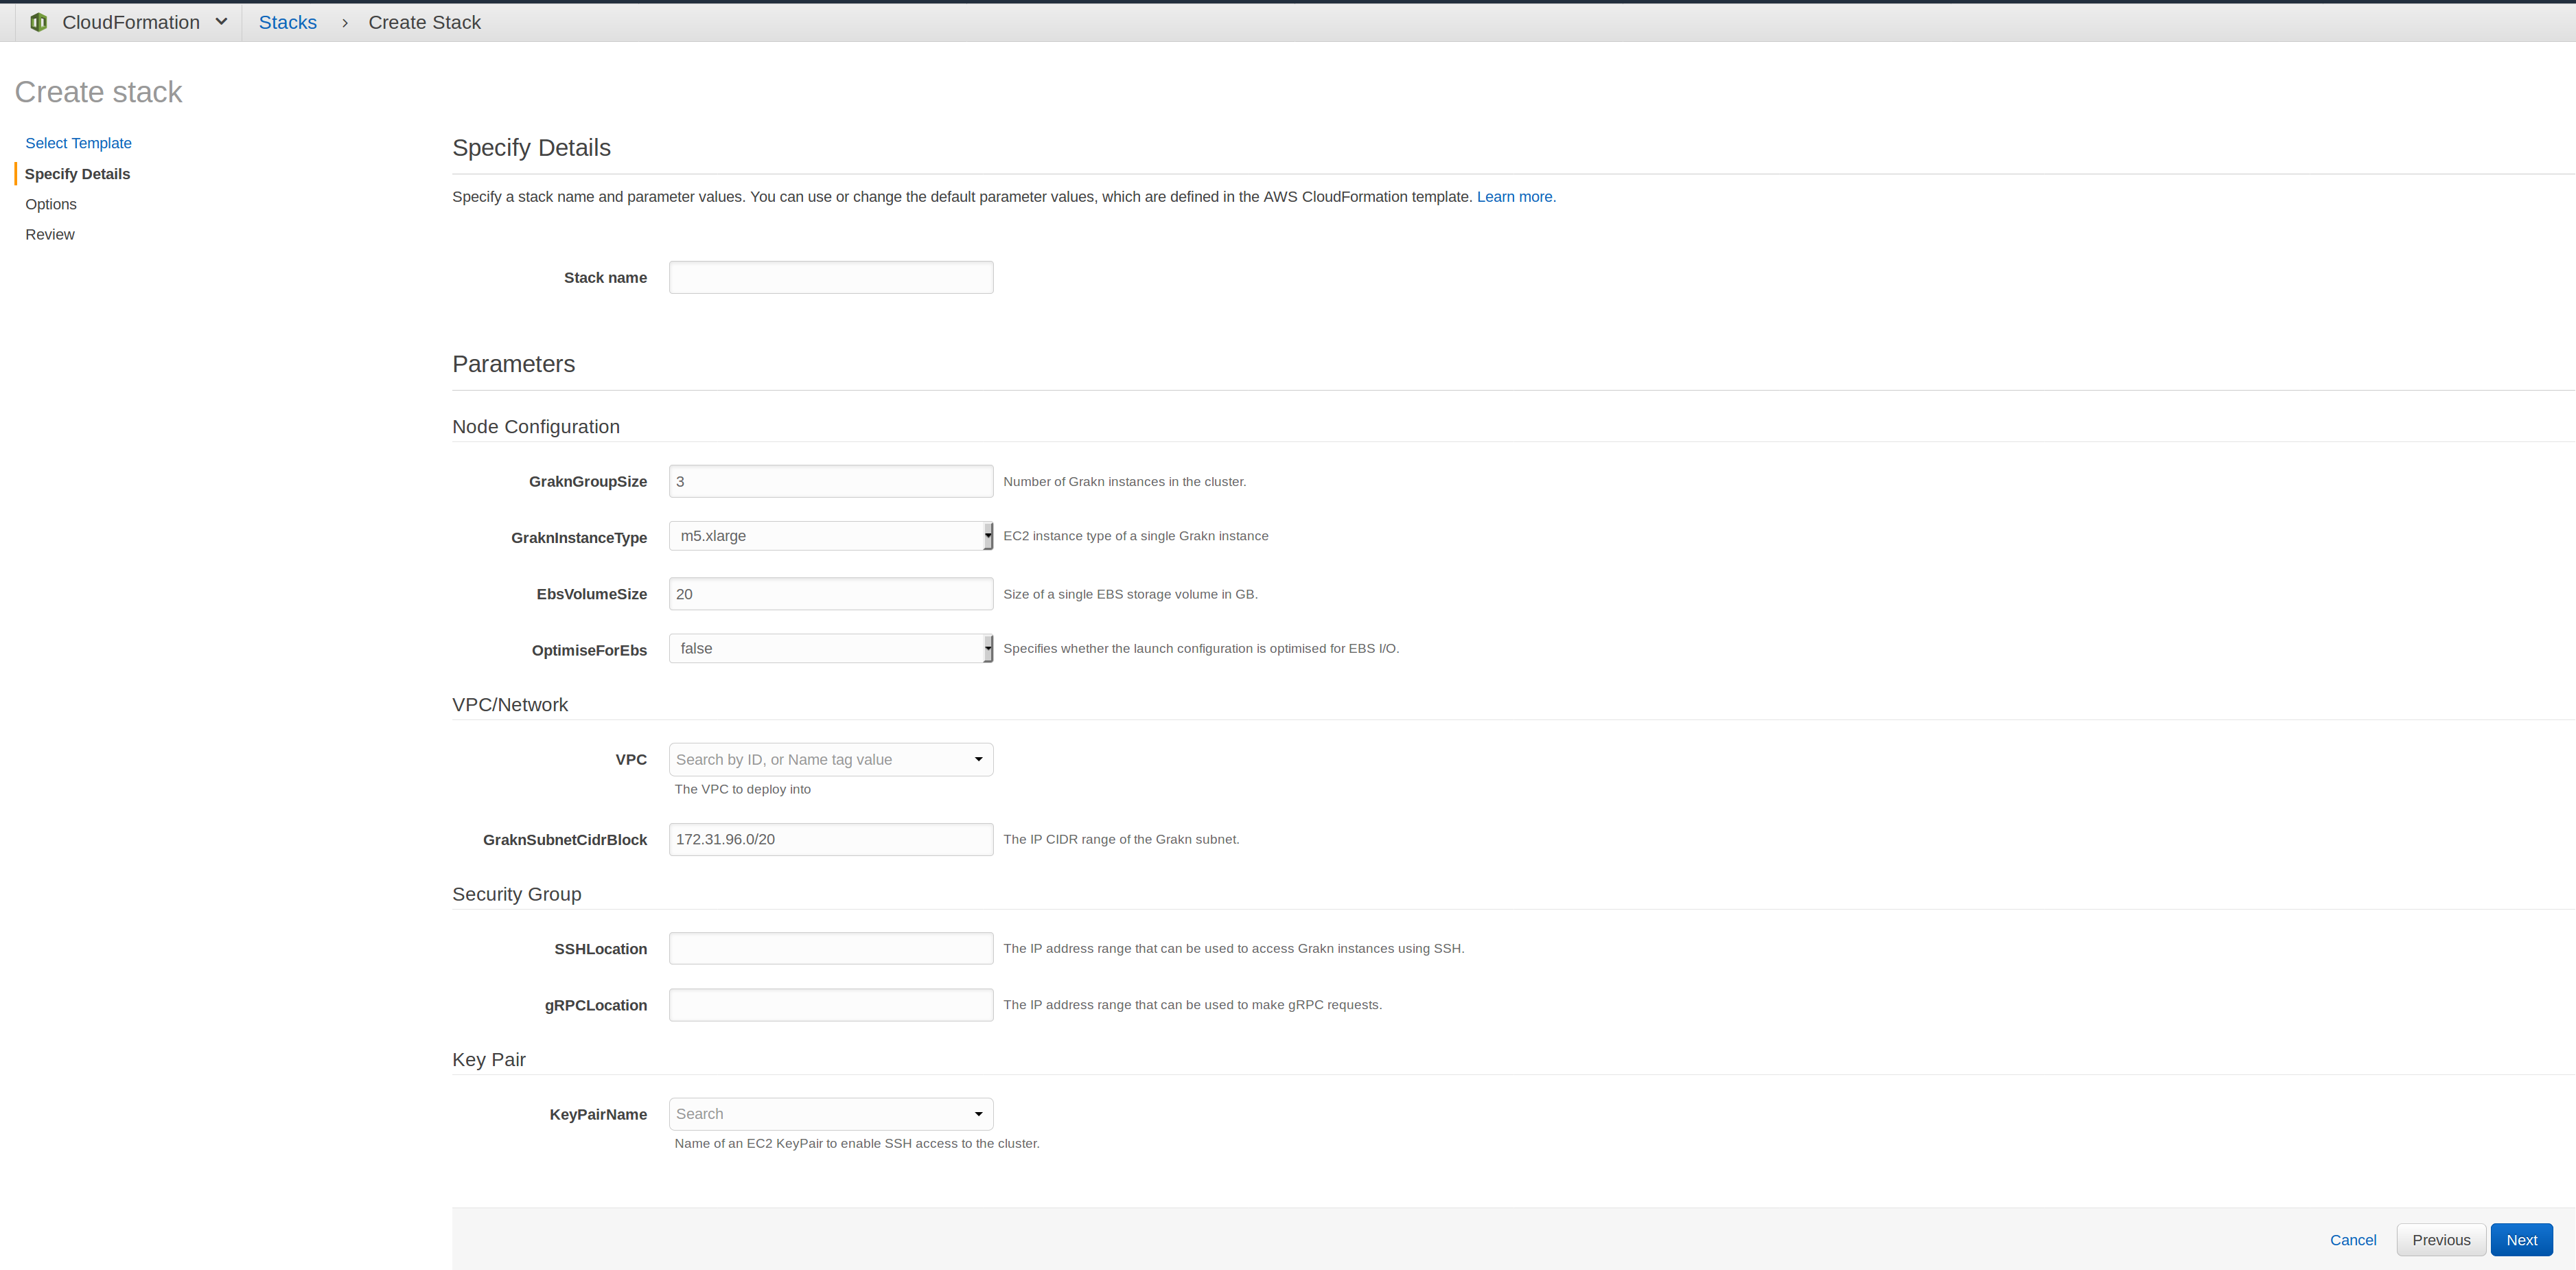 CloudFormation Stacks › Create Stack
Create stack
Select Template
Specify Details
Options
Review
Specify Details
Specify a stack name and parameter values. You can use or change the default parameter values, which are defined in the AWS CloudFormation template. Learn more.
Stack name
Parameters
Node Configuration
GraknGroupSize 3 Number of Grakn instances in the cluster.
GraknInstanceType m5.xlarge EC2 instance type of a single Grakn instance
EbsVolumeSize 20 Size of a single EBS storage volume in GB.
OptimiseForEbs false Specifies whether the launch configuration is optimised for EBS I/O.
VPC/Network
VPC Search by ID, or Name tag value
The VPC to deploy into
GraknSubnetCidrBlock 172.31.96.0/20 The IP CIDR range of the Grakn subnet.
Security Group
SSHLocation The IP address range that can be used to access Grakn instances using SSH.
gRPCLocation The IP address range that can be used to make gRPC requests.
Key Pair
KeyPairName Search
Name of an EC2 KeyPair to enable SSH access to the cluster.
Cancel Previous Next